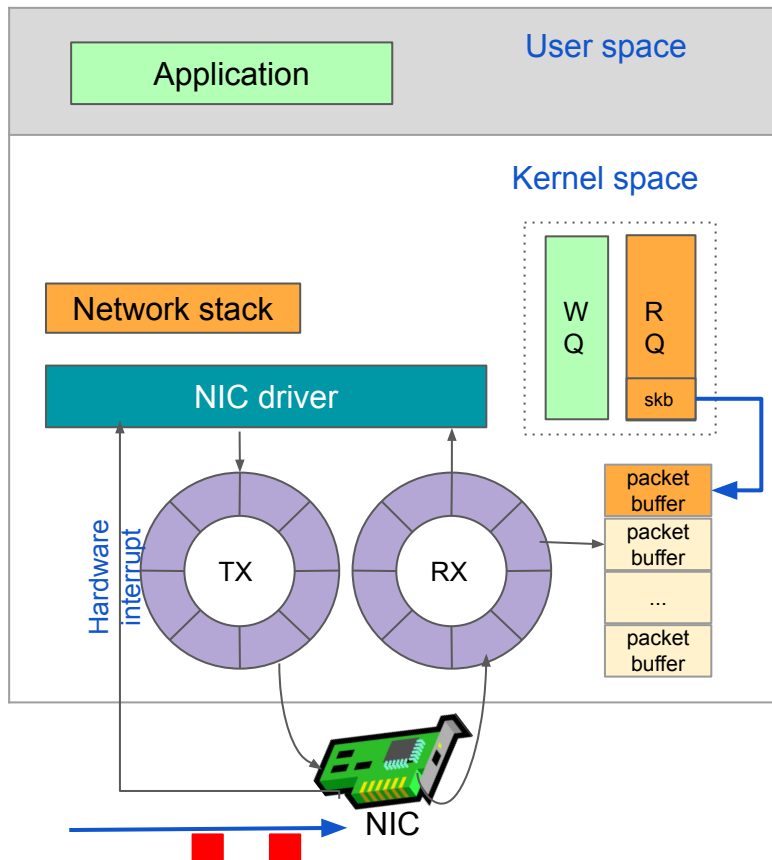 User space
Application
Kernel space
W
Q
R
Q
Network stack
NIC driver
skb
packet
buffer
packet
buffer
...
packet
buffer
Hardware
interrupt
TX
RX
NIC